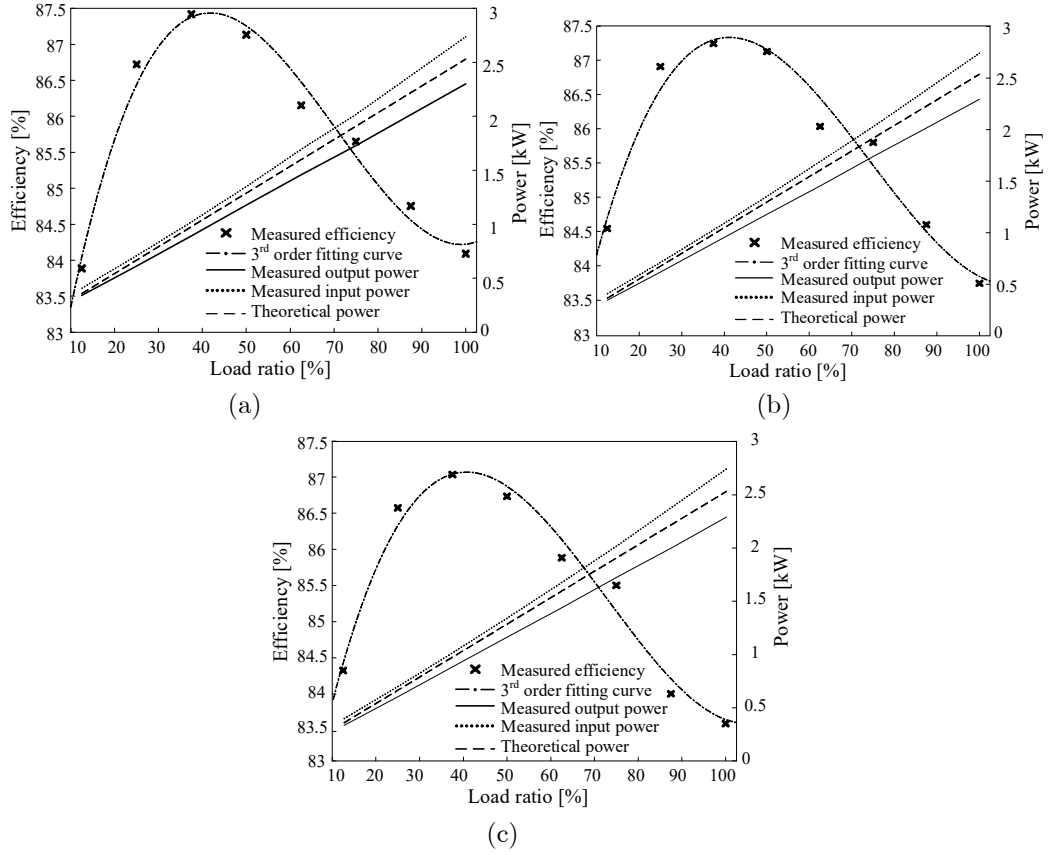 87.5
87
86.5
86
85.5
85
84.5
84
83.5
83
Efficiency [%]
3
2.5
2
1.5
1
0.5
0
Power [kW]
Measured efficiency
3rd order fitting curve
Measured output power
Measured input power
Theoretical power
10 20 30 40 50 60 70 80 90 100
Load ratio [%]
(a)
87.5
87
86.5
86
85.5
85
84.5
84
83.5
83
Efficiency [%]
3
2.5
2
1.5
1
0.5
0
Power [kW]
Measured efficiency
3rd order fitting curve
Measured output power
Measured input power
Theoretical power
10 20 30 40 50 60 70 80 90 100
Load ratio [%]
(b)
87.5
87
86.5
86
85.5
85
84.5
84
83.5
83
Efficiency [%]
3
2.5
2
1.5
1
0.5
0
Power [kW]
Measured efficiency
3rd order fitting curve
Measured output power
Measured input power
Theoretical power
10 20 30 40 50 60 70 80 90 100
Load ratio [%]
(c)